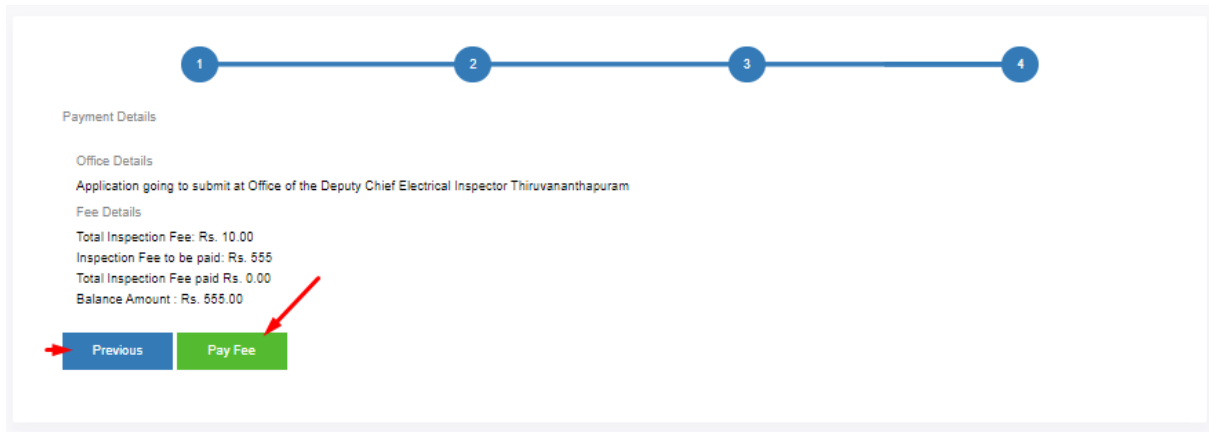 1 2 3 4
Payment Details
Office Details
Application going to submit at Office of the Deputy Chief Electrical Inspector Thiruvananthapuram
Fee Details
Total Inspection Fee: Rs. 10.00
Inspection Fee to be paid: Rs. 555
Total Inspection Fee paid Rs. 0.00
Balance Amount : Rs. 555.00
Previous Pay Fee